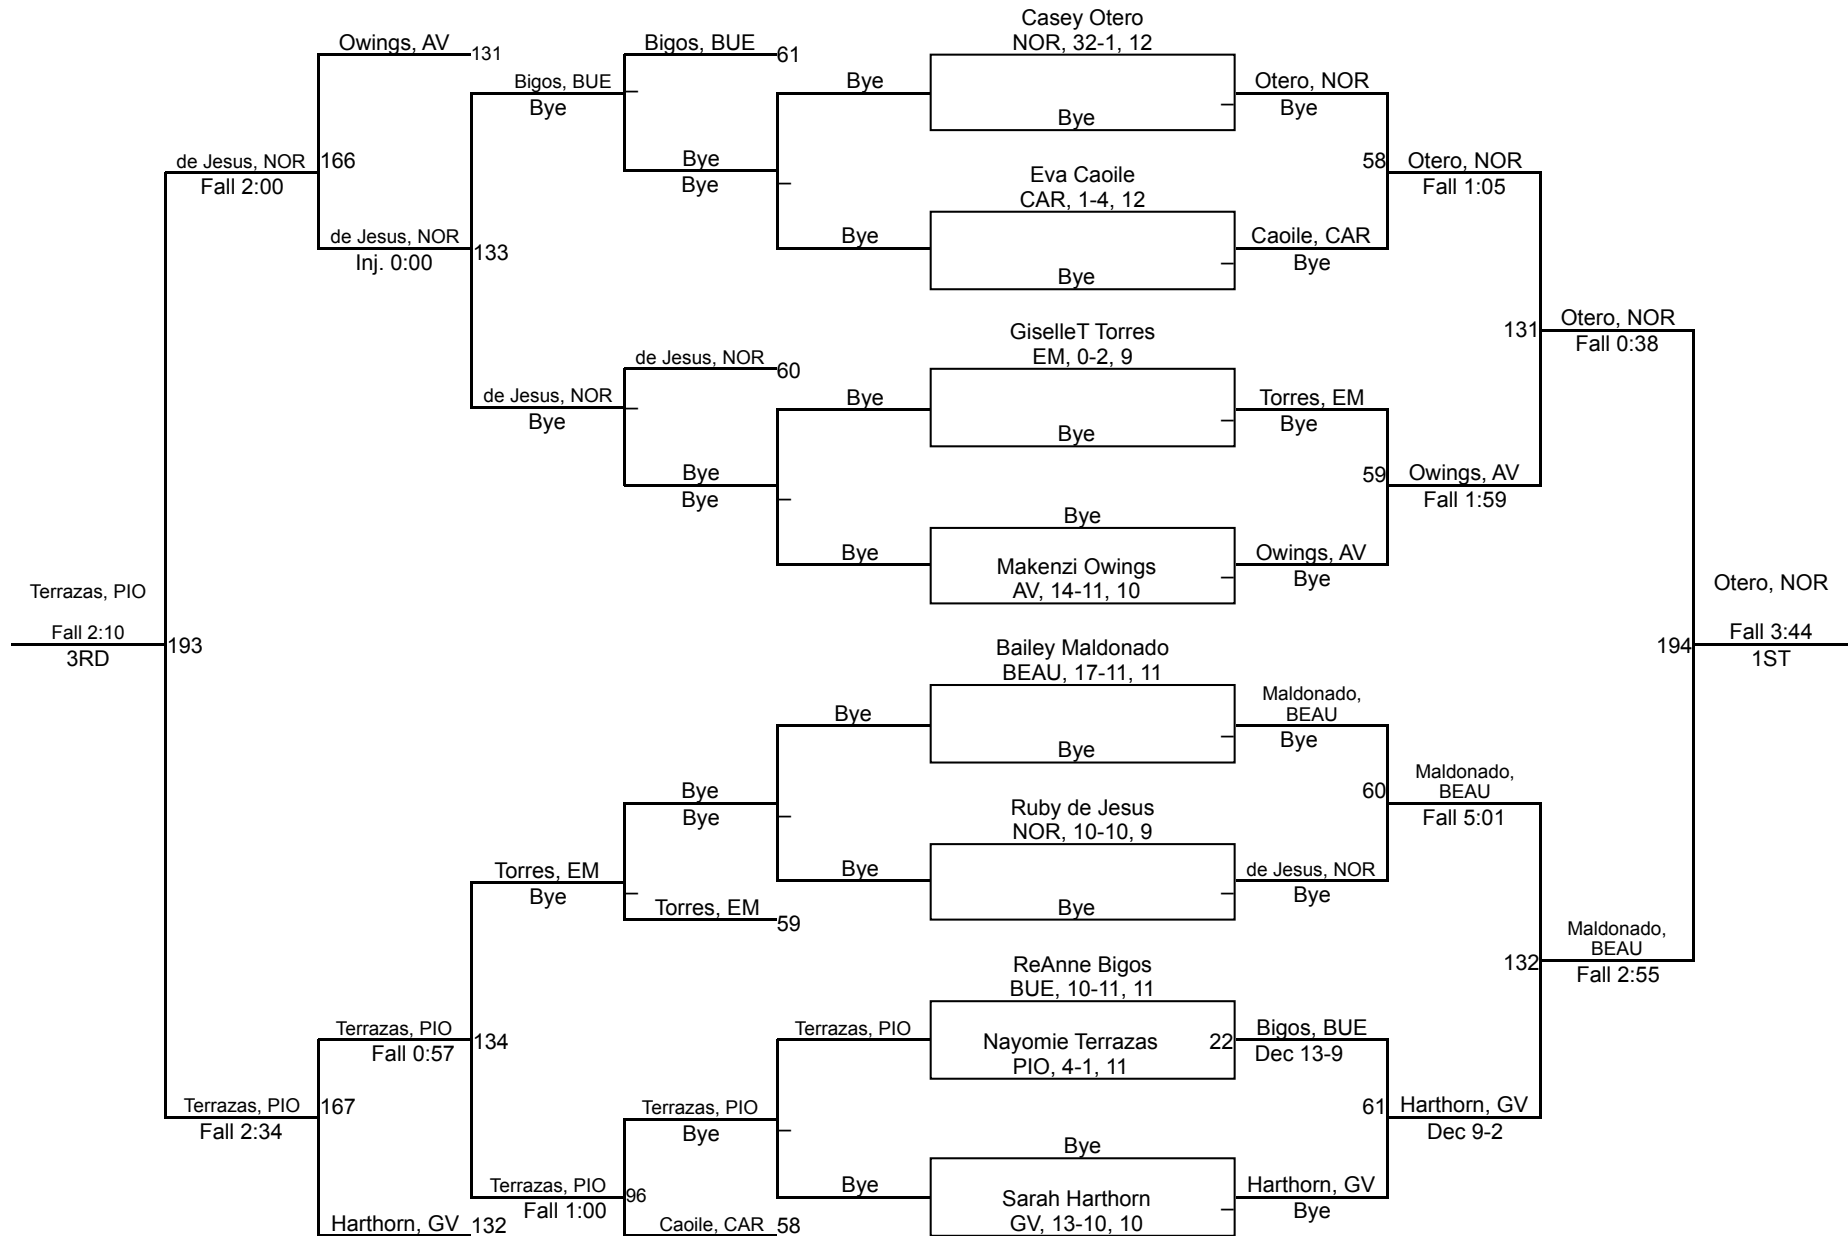 Casey Otero
NOR, 32-1, 12
Bye
Eva Caoile
CAR, 1-4, 12
Bye
GiselleT Torres
EM, 0-2, 9
Bye
Bye
Makenzi Owings
AV, 14-11, 10
Bailey Maldonado
BEAU, 17-11, 11
Bye
Ruby de Jesus
NOR, 10-10, 9
Bye
ReAnne Bigos
BUE, 10-11, 11
Nayomie Terrazas
PIO, 4-1, 11
22
Bye
Sarah Harthorn
GV, 13-10, 10
Otero, NOR
Bye
Caoile, CAR
Bye
Torres, EM
Bye
Owings, AV
Bye
Maldonado,
BEAU
Bye
de Jesus, NOR
Bye
Bigos, BUE
Dec 13-9
Harthorn, GV
Bye
58
Otero, NOR
Fall 1:05
59
Owings, AV
Fall 1:59
60
Maldonado,
BEAU
Fall 5:01
61
Harthorn, GV
Dec 9-2
131
Otero, NOR
Fall 0:38
132
Maldonado,
BEAU
Fall 2:55
Otero, NOR
194
Fall 3:44
1ST
Bye
Bye
Bye
Bye
Bye
Bye
Terrazas, PIO
Bye
Bigos, BUE
61
Bye
Bye
de Jesus, NOR
60
Bye
Bye
Bye
Bye
Torres, EM
59
Terrazas, PIO
Bye
Caoile, CAR
58
Bigos, BUE
Bye
de Jesus, NOR
Bye
Torres, EM
Bye
Terrazas, PIO
96
Fall 1:00
Owings, AV
131
de Jesus, NOR
133
Inj. 0:00
Terrazas, PIO
134
Fall 0:57
Harthorn, GV
132
de Jesus, NOR
166
Fall 2:00
Terrazas, PIO
167
Fall 2:34
Terrazas, PIO
Fall 2:10
193
3RD